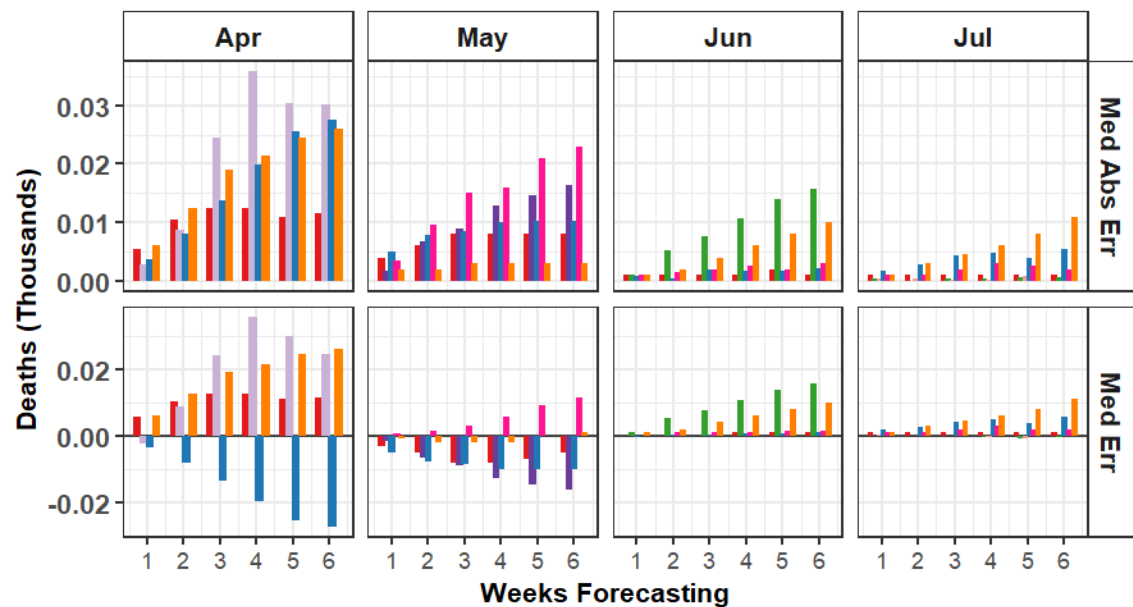 Apr May Jun Jul
Deaths (Thousands)
0.03
0.02
0.01
0.00
Med Abs Err
0.02
0.00
-0.02
Med Err
1 2 3 4 5 6 1 2 3 4 5 6 1 2 3 4 5 6 1 2 3 4 5 6
Weeks Forecasting